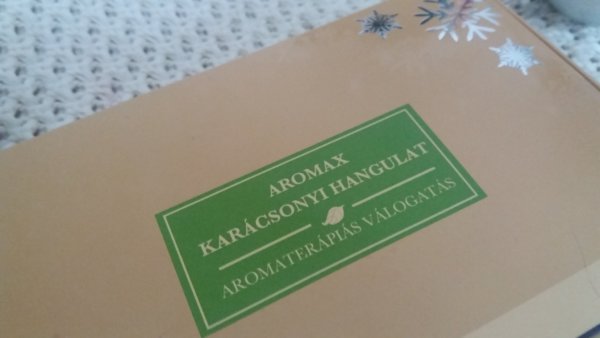 AROMAX
KARÁCSONYI HANGULAT
AROMATERÁPIÁS VÁLOGATÁS